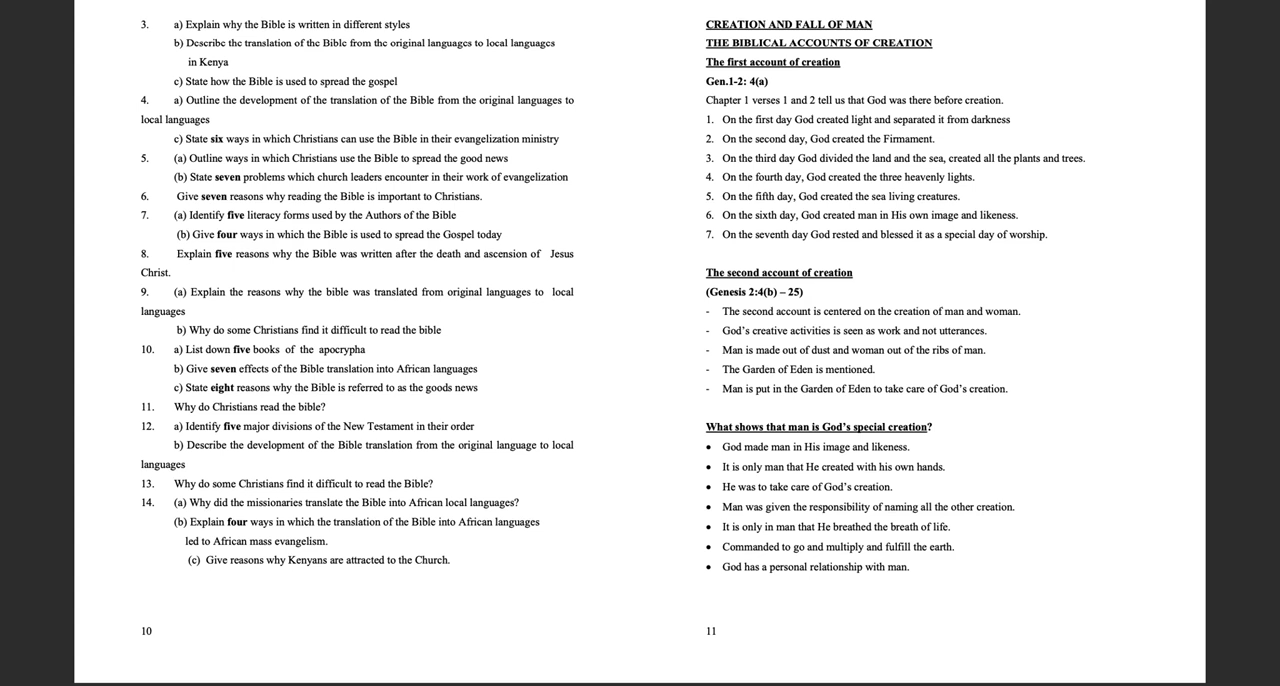 3. a) Explain why the Bible is written in different styles
b) Describe the translation of the Bible from the original languages to local languages
in Kenya
c) State how the Bible is used to spread the gospel
4. a) Outline the development of the translation of the Bible from the original languages to
local languages
c) State six ways in which Christians can use the Bible in their evangelization ministry
5. (a) Outline ways in which Christians use the Bible to spread the good news
(b) State seven problems which church leaders encounter in their work of evangelization
6. Give seven reasons why reading the Bible is important to Christians.
7. (a) Identify five literacy forms used by the Authors of the Bible
(b) Give four ways in which the Bible is used to spread the Gospel today
8. Explain five reasons why the Bible was written after the death and ascension of Jesus
Christ.
9. (a) Explain the reasons why the bible was translated from original languages to local
languages
b) Why do some Christians find it difficult to read the bible
10. a) List down five books of the apocrypha
b) Give seven effects of the Bible translation into African languages
c) State eight reasons why the Bible is referred to as the goods news
11. Why do Christians read the bible?
12. a) Identify five major divisions of the New Testament in their order
b) Describe the development of the Bible translation from the original language to local
languages
13. Why do some Christians find it difficult to read the Bible?
14. (a) Why did the missionaries translate the Bible into African local languages?
(b) Explain four ways in which the translation of the Bible into African languages
led to African mass evangelism.
(c) Give reasons why Kenyans are attracted to the Church.
10
CREATION AND FALL OF MAN
THE BIBLICAL ACCOUNTS OF CREATION
The first account of creation
Gen.1-2: 4(a)
Chapter 1 verses 1 and 2 tell us that God was there before creation.
1. On the first day God created light and separated it from darkness
2. On the second day, God created the Firmament.
3. On the third day God divided the land and the sea, created all the plants and trees.
4. On the fourth day, God created the three heavenly lights.
5. On the fifth day, God created the sea living creatures.
6. On the sixth day, God created man in His own image and likeness.
7. On the seventh day God rested and blessed it as a special day of worship.
The second account of creation
(Genesis 2:4(b) – 25)
- The second account is centered on the creation of man and woman.
- God's creative activities is seen as work and not utterances.
- Man is made out of dust and woman out of the ribs of man.
- The Garden of Eden is mentioned.
- Man is put in the Garden of Eden to take care of God's creation.
What shows that man is God's special creation?
• God made man in His image and likeness.
• It is only man that He created with his own hands.
• He was to take care of God's creation.
• Man was given the responsibility of naming all the other creation.
• It is only in man that He breathed the breath of life.
• Commanded to go and multiply and fulfill the earth.
• God has a personal relationship with man.
11